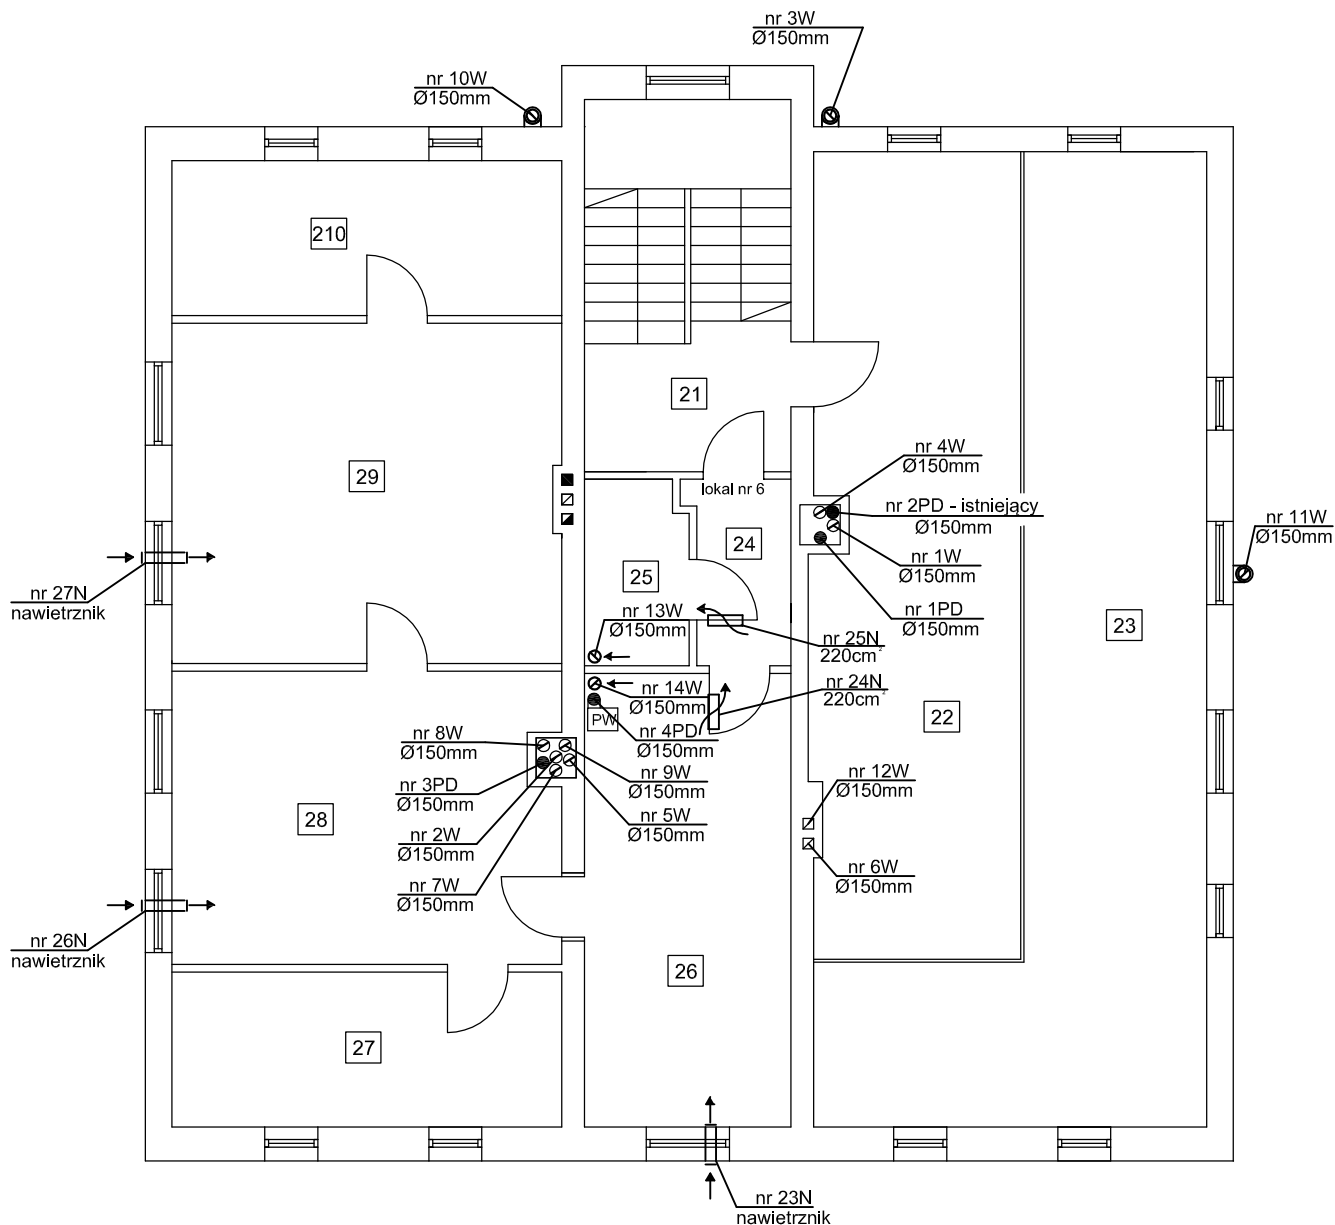 nr 3W
Ø150mm
nr 10W
Ø150mm
210
21
nr 4W
Ø150mm
29
lokal nr 6
nr 2PD - istniejący
Ø150mm
nr 11W
Ø150mm
24
nr 1W
Ø150mm
25
nr 27N
nawietrznik
nr 13W
Ø150mm
nr 1PD
Ø150mm
23
nr 25N
220cm²
nr 14W
Ø150mm
nr 24N
220cm²
PW
22
nr 4PD
Ø150mm
nr 8W
Ø150mm
nr 9W
Ø150mm
nr 12W
Ø150mm
nr 3PD
Ø150mm
28
nr 5W
Ø150mm
nr 2W
Ø150mm
nr 6W
Ø150mm
nr 7W
Ø150mm
nr 26N
nawietrznik
26
27
nr 23N
nawietrznik